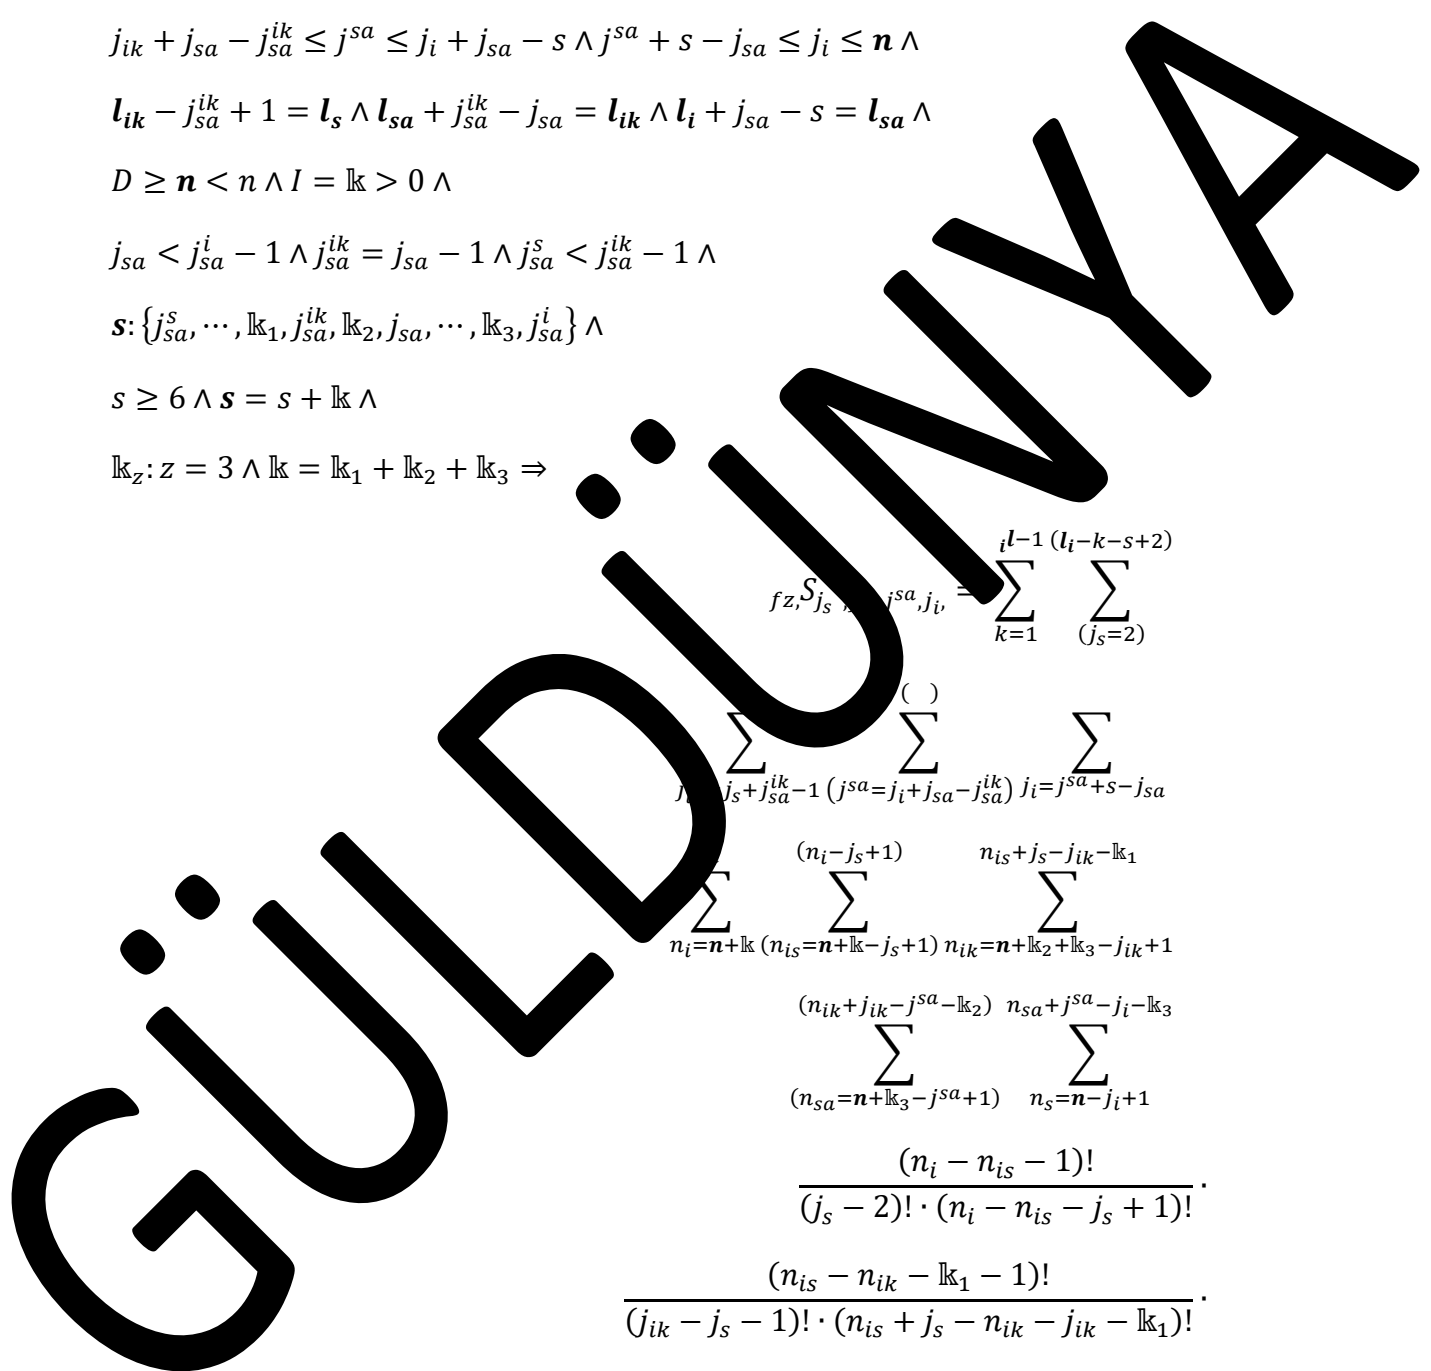 j_{ik} + j_{sa} − j_{sa}^{ik} ≤ j^{sa} ≤ j_i + j_{sa} − s ∧ j^{sa} + s − j_{sa} ≤ j_i ≤ 𝒏 ∧
𝒍_{𝒊𝒌} − j_{sa}^{ik} + 1 = 𝒍_𝒔 ∧ 𝒍_{𝒔𝒂} + j_{sa}^{ik} − j_{sa} = 𝒍_{𝒊𝒌} ∧ 𝒍_𝒊 + j_{sa} − s = 𝒍_{𝒔𝒂} ∧
D ≥ 𝒏 < n ∧ I = 𝕜 > 0 ∧
j_{sa} < j_{sa}^{i} − 1 ∧ j_{sa}^{ik} = j_{sa} − 1 ∧ j_{sa}^{s} < j_{sa}^{ik} − 1 ∧
𝒔: {j_{sa}^{s}, ⋯ , 𝕜_1, j_{sa}^{ik}, 𝕜_2, j_{sa}, ⋯ , 𝕜_3, j_{sa}^{i}} ∧
s ≥ 6 ∧ 𝒔 = s + 𝕜 ∧
𝕜_z: z = 3 ∧ 𝕜 = 𝕜_1 + 𝕜_2 + 𝕜_3 ⇒
_{fz,}S_{j_s, j^{sa}, j_i,} = ∑_{k=1}^{_{𝒊}𝒍−1} ∑_{(j_s=2)}^{(𝒍_𝒊−k−s+2)}
∑_{j_s+j_{sa}^{ik}−1} ∑_{(j^{sa}=j_i+j_{sa}−j_{sa}^{ik})}^{( )} ∑_{j_i=j^{sa}+s−j_{sa}}
∑_{n_i=𝒏+𝕜} ∑_{(n_{is}=𝒏+𝕜−j_s+1)}^{(n_i−j_s+1)} ∑_{n_{ik}=𝒏+𝕜_2+𝕜_3−j_{ik}+1}^{n_{is}+j_s−j_{ik}−𝕜_1}
∑_{(n_{sa}=𝒏+𝕜_3−j^{sa}+1)}^{(n_{ik}+j_{ik}−j^{sa}−𝕜_2)} ∑_{n_s=𝒏−j_i+1}^{n_{sa}+j^{sa}−j_i−𝕜_3}
(n_i − n_{is} − 1)!
(j_s − 2)! · (n_i − n_{is} − j_s + 1)! ·
(n_{is} − n_{ik} − 𝕜_1 − 1)!
(j_{ik} − j_s − 1)! · (n_{is} + j_s − n_{ik} − j_{ik} − 𝕜_1)! ·
GÜLDÜNYA